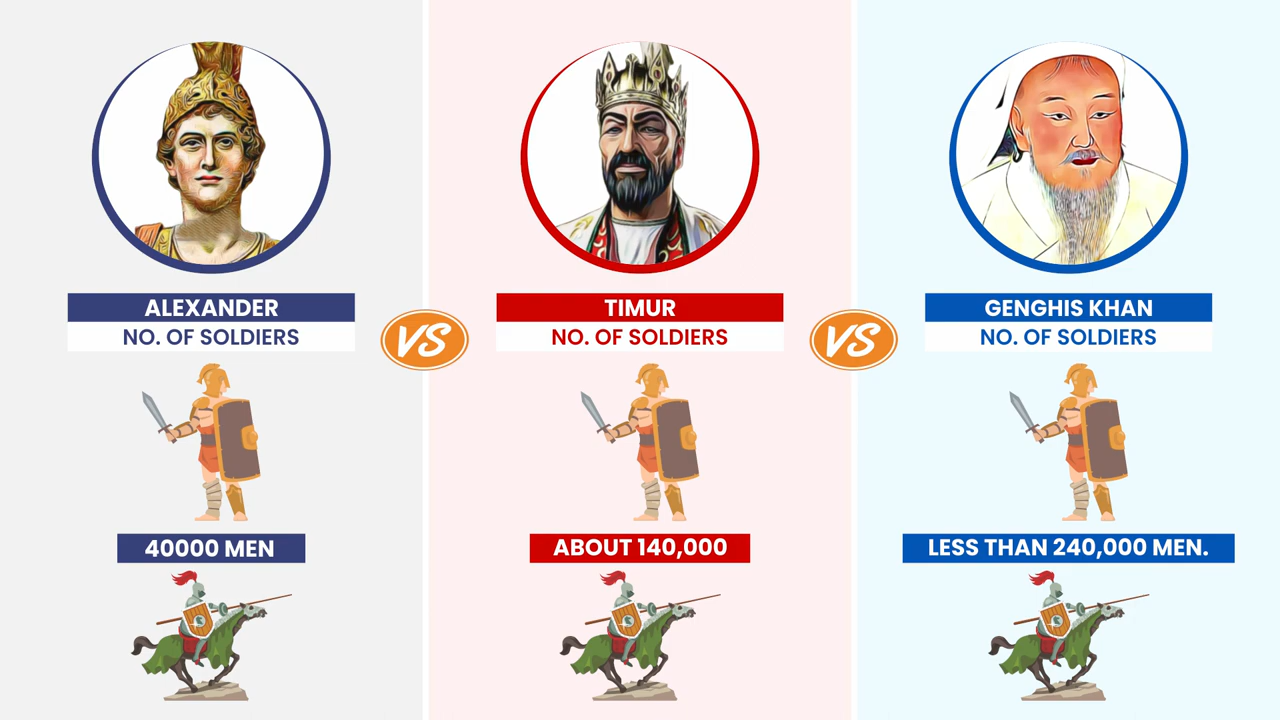 ALEXANDER
NO. OF SOLDIERS
40000 MEN
VS
TIMUR
NO. OF SOLDIERS
ABOUT 140,000
VS
GENGHIS KHAN
NO. OF SOLDIERS
LESS THAN 240,000 MEN.